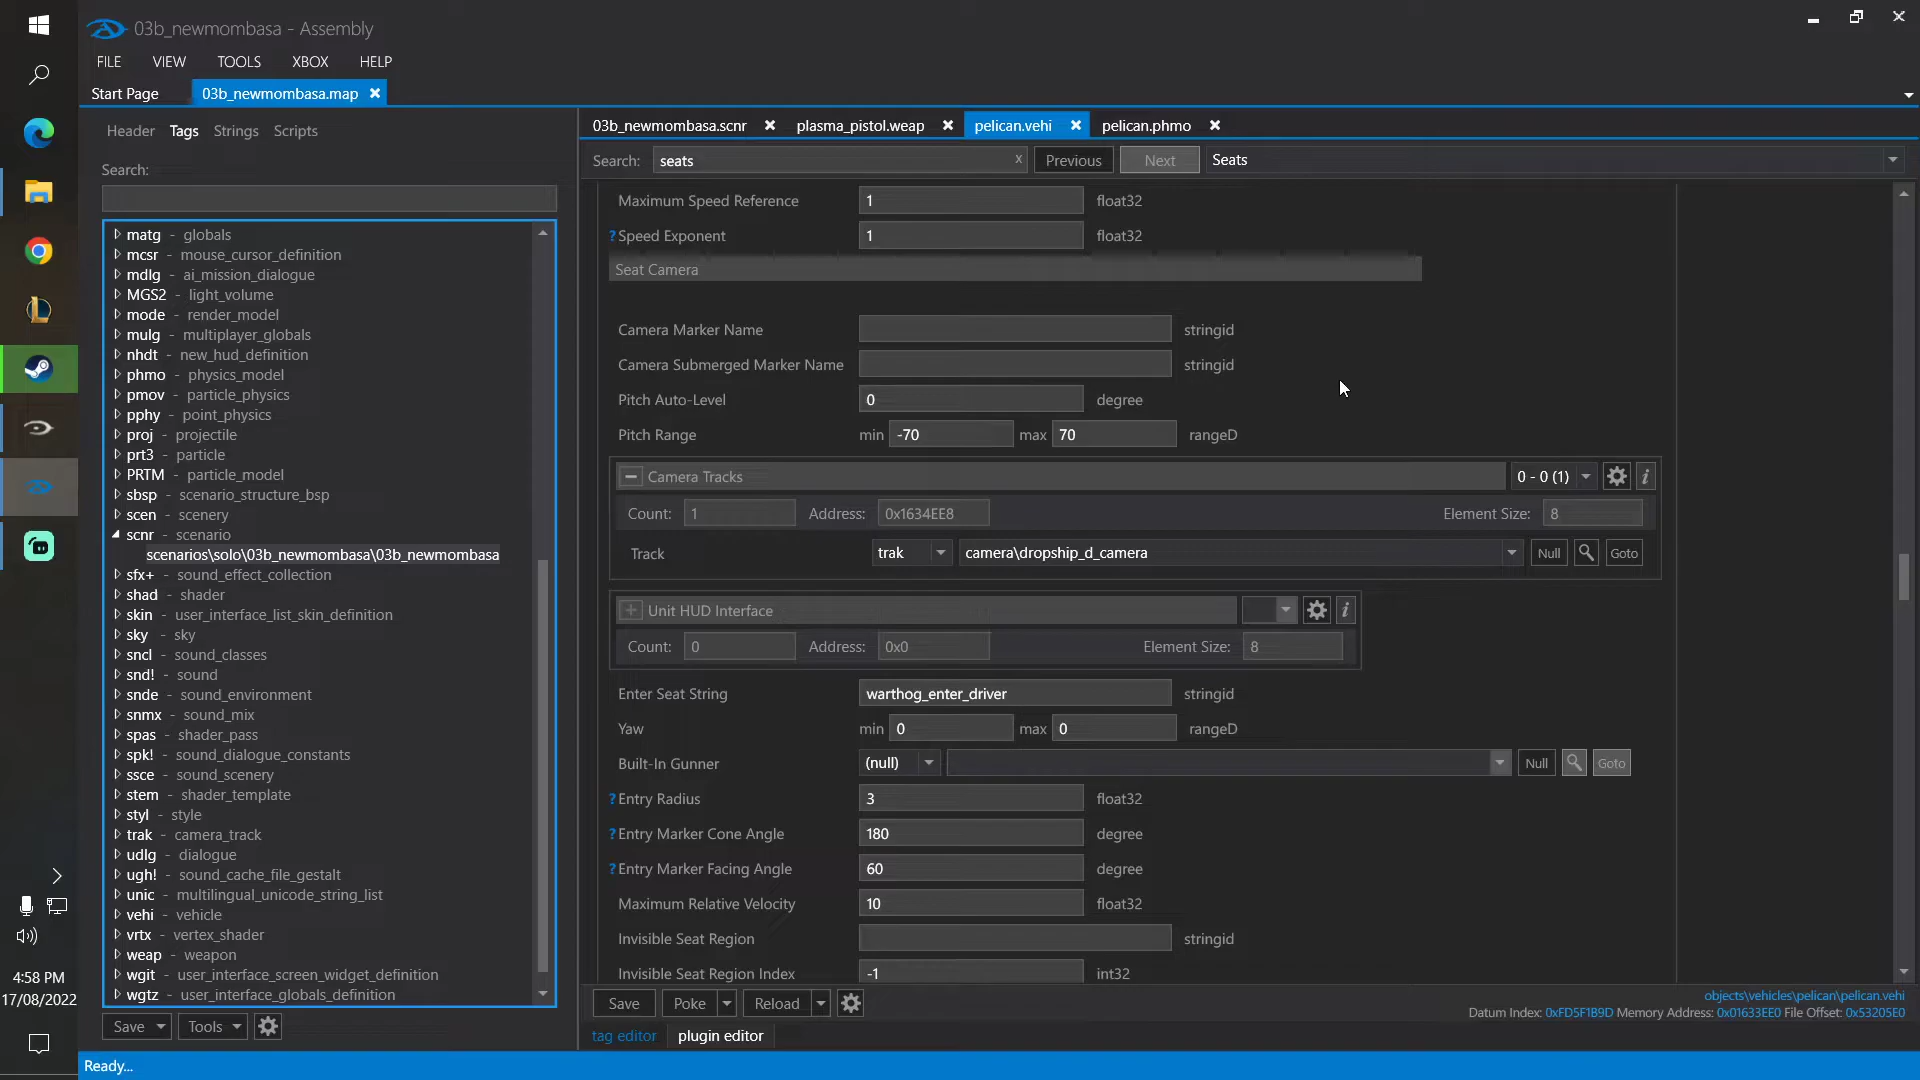 03b_newmombasa - Assembly
FILE VIEW TOOLS XBOX HELP
Start Page 03b_newmombasa.map
Header Tags Strings Scripts
Search:
matg - globals
mcsr - mouse_cursor_definition
mdlg - ai_mission_dialogue
MGS2 - light_volume
mode - render_model
mulg - multiplayer_globals
nhdt - new_hud_definition
phmo - physics_model
pmov - particle_physics
pphy - point_physics
proj - projectile
prt3 - particle
PRTM - particle_model
sbsp - scenario_structure_bsp
scen - scenery
scnr - scenario
scenarios\solo\03b_newmombasa\03b_newmombasa
sfx+ - sound_effect_collection
shad - shader
skin - user_interface_list_skin_definition
sky - sky
sncl - sound_classes
snd! - sound
snde - sound_environment
snmx - sound_mix
spas - shader_pass
spk! - sound_dialogue_constants
ssce - sound_scenery
stem - shader_template
styl - style
trak - camera_track
udlg - dialogue
ugh! - sound_cache_file_gestalt
unic - multilingual_unicode_string_list
vehi - vehicle
vrtx - vertex_shader
weap - weapon
wgit - user_interface_screen_widget_definition
wgtz - user_interface_globals_definition
Save Tools
03b_newmombasa.scnr plasma_pistol.weap pelican.vehi pelican.phmo
Search: seats x Previous Next Seats
Maximum Speed Reference 1 float32
? Speed Exponent 1 float32
Seat Camera
Camera Marker Name stringid
Camera Submerged Marker Name stringid
Pitch Auto-Level 0 degree
Pitch Range min -70 max 70 rangeD
Camera Tracks 0 - 0 (1) i
Count: 1 Address: 0x1634EE8 Element Size: 8
Track trak camera\dropship_d_camera Null Goto
Unit HUD Interface i
Count: 0 Address: 0x0 Element Size: 8
Enter Seat String warthog_enter_driver stringid
Yaw min 0 max 0 rangeD
Built-In Gunner (null) Null Goto
? Entry Radius 3 float32
? Entry Marker Cone Angle 180 degree
? Entry Marker Facing Angle 60 degree
Maximum Relative Velocity 10 float32
Invisible Seat Region stringid
Invisible Seat Region Index -1 int32
Save Poke Reload
objects\vehicles\pelican\pelican.vehi
Datum Index: 0xFD5F1B9D Memory Address: 0x01633EE0 File Offset: 0x53205E0
tag editor plugin editor
4:58 PM
17/08/2022
Ready...